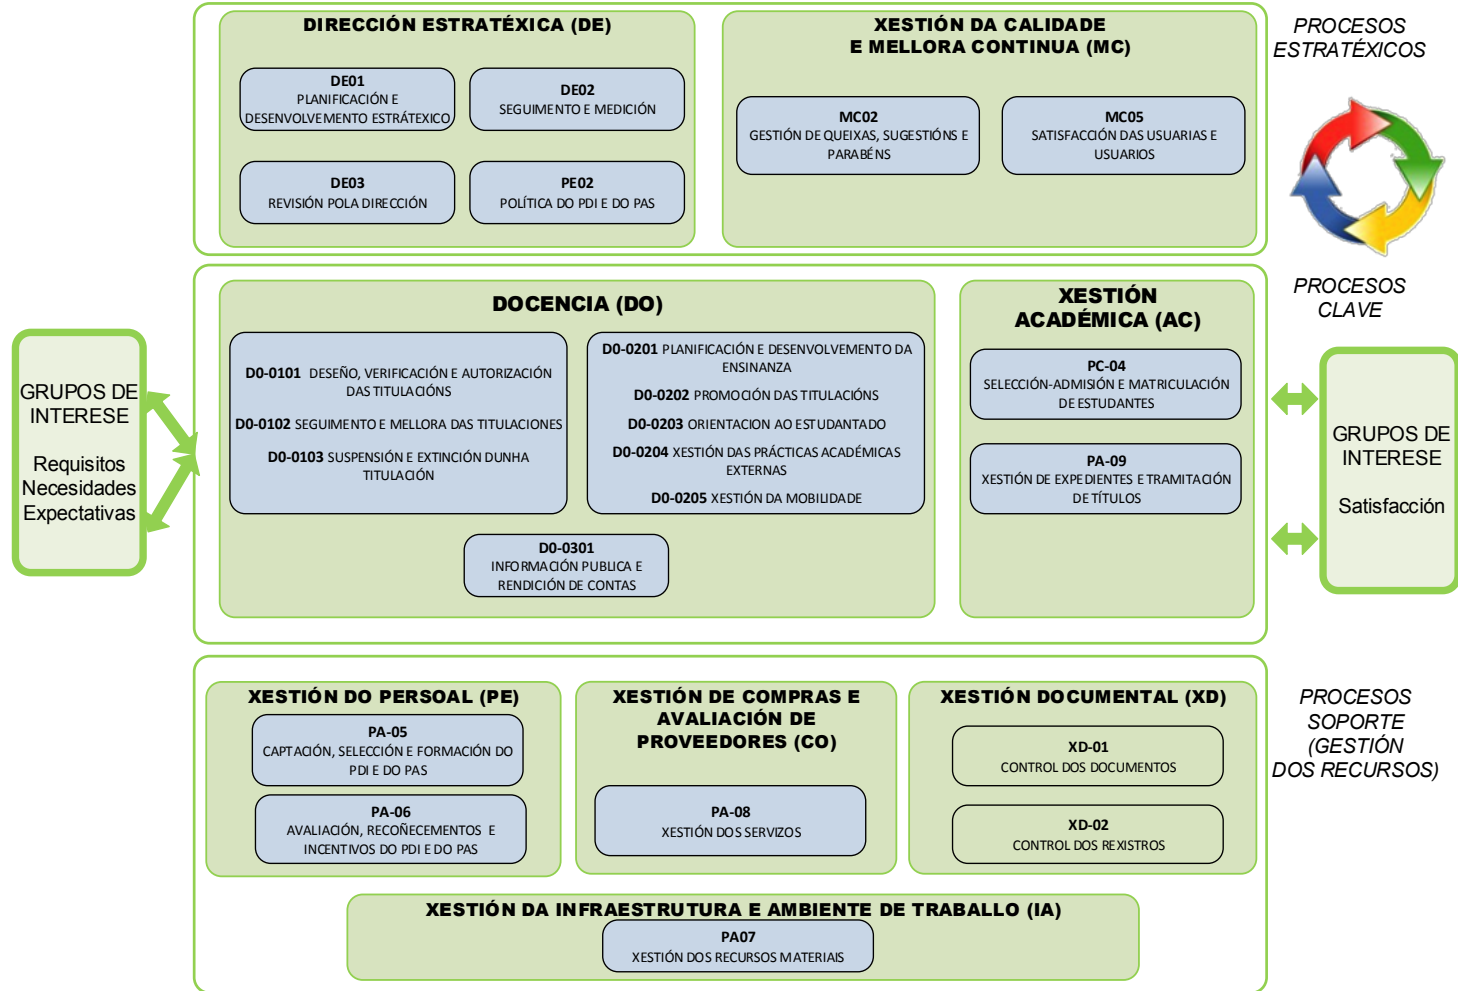 DIRECCIÓN ESTRATÉXICA (DE)
DE01
PLANIFICACIÓN E
DESENVOLVEMENTO ESTRÁTEXICO
DE02
SEGUIMENTO E MEDICIÓN
DE03
REVISIÓN POLA DIRECCIÓN
PE02
POLÍTICA DO PDI E DO PAS
XESTIÓN DA CALIDADE
E MELLORA CONTINUA (MC)
MC02
GESTIÓN DE QUEIXAS, SUGESTIÓNS E
PARABÉNS
MC05
SATISFACCIÓN DAS USUARIAS E
USUARIOS
PROCESOS
ESTRATÉXICOS
GRUPOS DE
INTERESE
Requisitos
Necesidades
Expectativas
DOCENCIA (DO)
D0-0101 DESEÑO, VERIFICACIÓN E AUTORIZACIÓN
DAS TITULACIÓNS
D0-0102 SEGUIMENTO E MELLORA DAS TITULACIONES
D0-0103 SUSPENSIÓN E EXTINCIÓN DUNHA
TITULACIÓN
D0-0201 PLANIFICACIÓN E DESENVOLVEMENTO DA
ENSINANZA
D0-0202 PROMOCIÓN DAS TITULACIÓNS
D0-0203 ORIENTACION AO ESTUDANTADO
D0-0204 XESTIÓN DAS PRÁCTICAS ACADÉMICAS
EXTERNAS
D0-0205 XESTIÓN DA MOBILIDADE
D0-0301
INFORMACIÓN PUBLICA E
RENDICIÓN DE CONTAS
XESTIÓN
ACADÉMICA (AC)
PC-04
SELECCIÓN-ADMISIÓN E MATRICULACIÓN
DE ESTUDANTES
PA-09
XESTIÓN DE EXPEDIENTES E TRAMITACIÓN
DE TÍTULOS
PROCESOS
CLAVE
GRUPOS DE
INTERESE
Satisfacción
XESTIÓN DO PERSOAL (PE)
PA-05
CAPTACIÓN, SELECCIÓN E FORMACIÓN DO
PDI E DO PAS
PA-06
AVALIACIÓN, RECOÑECEMENTOS E
INCENTIVOS DO PDI E DO PAS
XESTIÓN DE COMPRAS E
AVALIACIÓN DE
PROVEEDORES (CO)
PA-08
XESTIÓN DOS SERVIZOS
XESTIÓN DOCUMENTAL (XD)
XD-01
CONTROL DOS DOCUMENTOS
XD-02
CONTROL DOS REXISTROS
PROCESOS
SOPORTE
(GESTIÓN
DOS RECURSOS)
XESTIÓN DA INFRAESTRUTURA E AMBIENTE DE TRABALLO (IA)
PA07
XESTIÓN DOS RECURSOS MATERIAIS